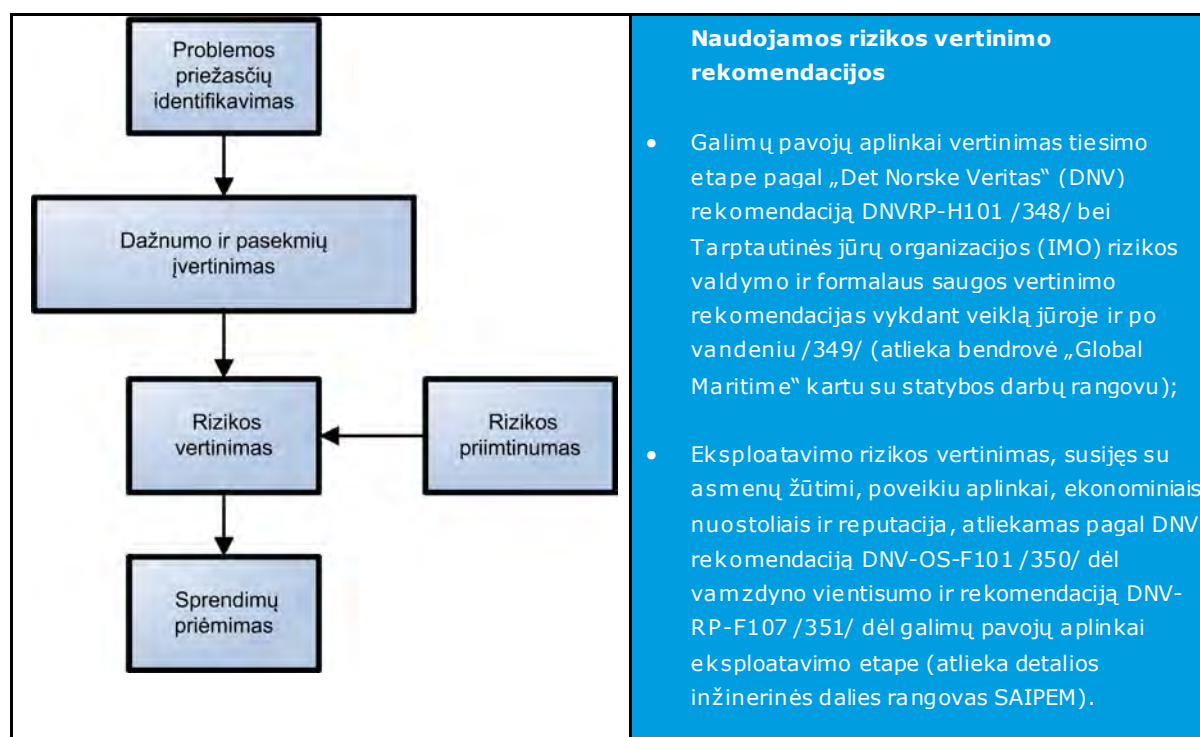 Problemos
priežasčių
identifikavimas
Dažnumo ir pasekmių
įvertinimas
Rizikos
vertinimas
Rizikos
priimtinumas
Sprendimų
priėmimas
Naudojamos rizikos vertinimo
rekomendacijos
• Galimų pavojų aplinkai vertinimas tiesimo
etape pagal „Det Norske Veritas“ (DNV)
rekomendaciją DNVRP-H101 /348/ bei
Tarptautinės jūrų organizacijos (IMO) rizikos
valdymo ir formalaus saugos vertinimo
rekomendacijas vykdant veiklą jūroje ir po
vandeniu /349/ (atlieka bendrovė „Global
Maritime“ kartu su statybos darbų rangovu);
• Eksploatavimo rizikos vertinimas, susijęs su
asmenų žūtimi, poveikiu aplinkai, ekonominiais
nuostoliais ir reputacija, atliekamas pagal DNV
rekomendaciją DNV-OS-F101 /350/ dėl
vamzdyno vientisumo ir rekomendaciją DNV-
RP-F107 /351/ dėl galimų pavojų aplinkai
eksploatavimo etape (atlieka detalios
inžinerinės dalies rangovas SAIPEM).